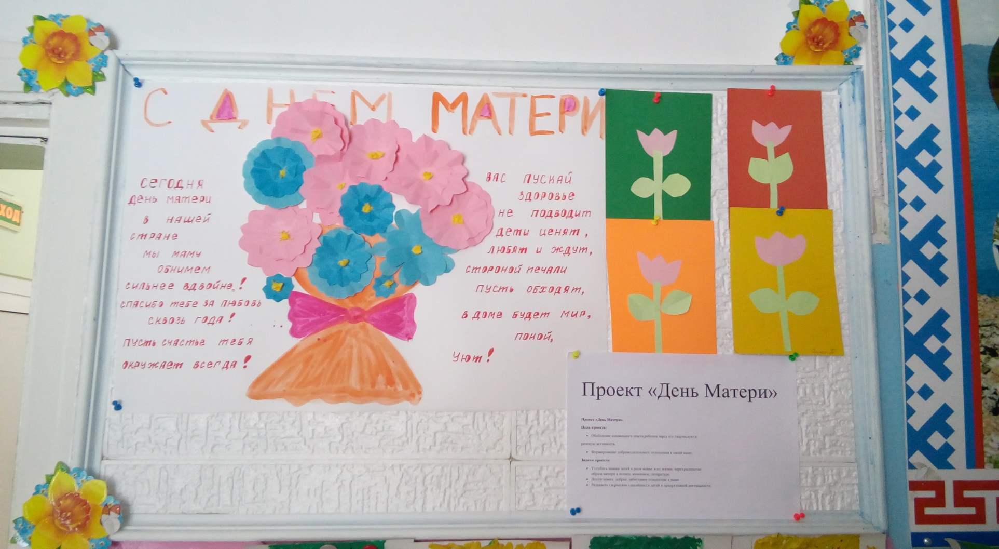 С ДНЕМ МАТЕРИ
сегодня
день матери
в нашей
стране
мы маму
обнимем
сильнее вдвойне!
спасибо тебе за любовь
сквозь года!
пусть счастье тебя
окружает всегда!
вас пускай
здоровье
не подводит
дети ценят,
любят и ждут,
стороной печали
пусть обходят,
в доме будет мир,
покой,
уют!
Проект «День Матери»
Проект «День Матери».
Цель проекта:
Обобщение социального опыта ребенка через его творческую и
речевую активность.
Формирование доброжелательного отношения к своей маме.
Задачи проекта:
Углубить знания детей о роли мамы в их жизни, через раскрытие
образа матери в поэзии, живописи, литературе.
Воспитывать доброе, заботливое отношение к маме
Развивать творческие способности детей в продуктивной деятельности.
ХОД